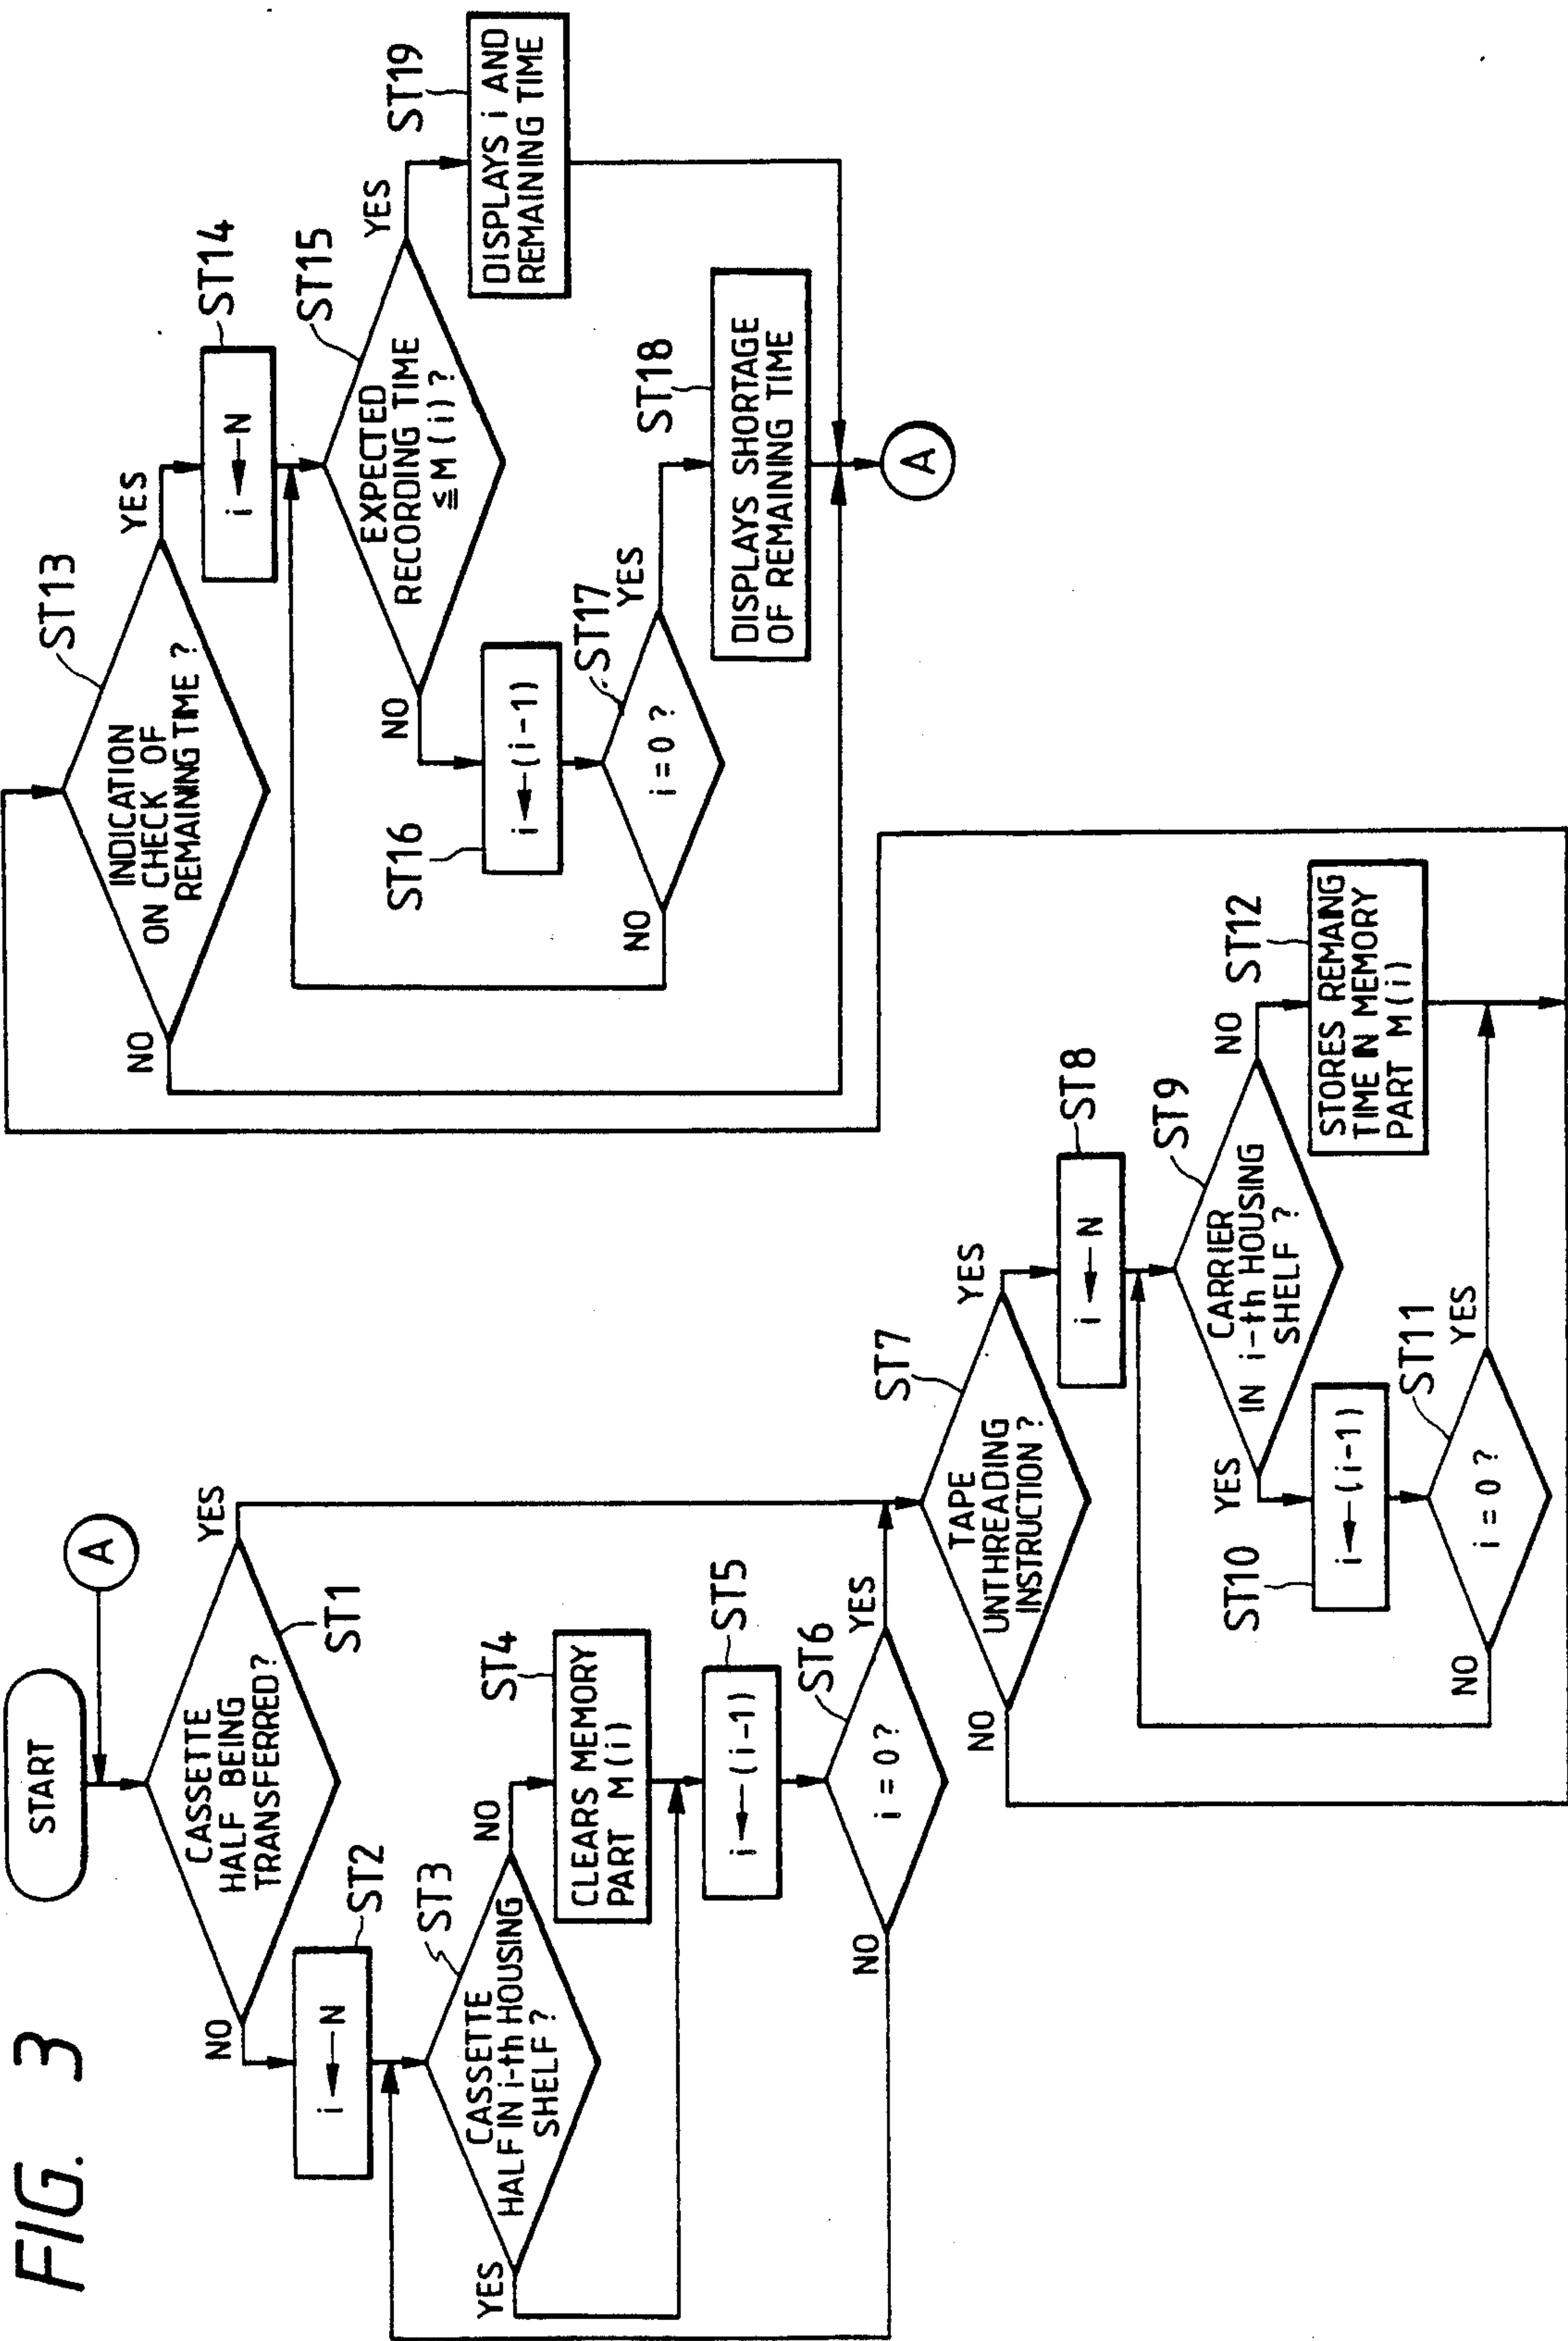 FIG. 3
START
A
CASSETTE
HALF BEING
TRANSFERRED?
ST1
YES
NO
i←N
ST2
CASSETTE
HALF IN i-th HOUSING
SHELF?
ST3
YES
NO
CLEARS MEMORY
PART M(i)
ST4
i←(i-1)
ST5
i=0?
ST6
YES
NO
TAPE
UNTHREADING
INSTRUCTION?
ST7
YES
NO
i←N
ST8
CARRIER
IN i-th HOUSING
SHELF?
ST9
YES
NO
ST10
i←(i-1)
i=0?
ST11
YES
NO
STORES REMANG
TIME IN MEMORY
PART M(i)
ST12
INDICATION
ON CHECK OF
REMAINING TIME?
ST13
YES
NO
i←N
ST14
EXPECTED
RECORDING TIME
≦M(i)?
ST15
YES
NO
ST16
i←(i-1)
i=0?
ST17
YES
NO
DISPLAYS SHORTAGE
OF REMAINING TIME
ST18
DISPLAYS i AND
REMAINING TIME
ST19
A